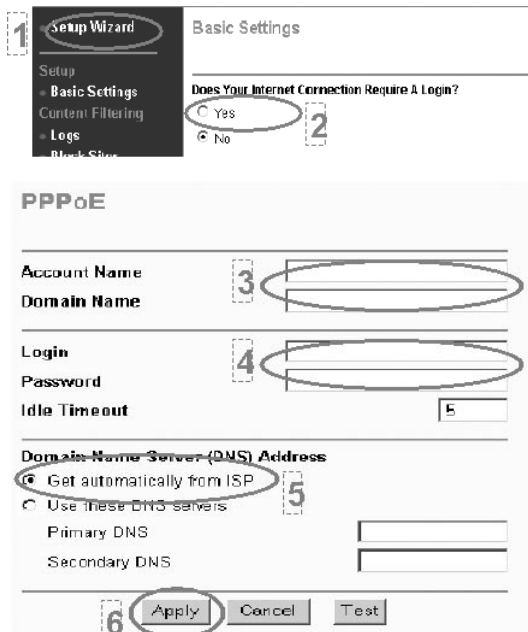 1
Setup Wizard
Basic Settings
Setup
Basic Settings
Content Filtering
Logs
Block Sites
Does Your Internet Connection Require A Login?
Yes
2
No
PPPoE
Account Name
3
Domain Name
Login
4
Password
Idle Timeout
5
Domain Name Server (DNS) Address
Get automatically from ISP
5
Use these DNS servers
Primary DNS
Secondary DNS
6
Apply Cancel Test